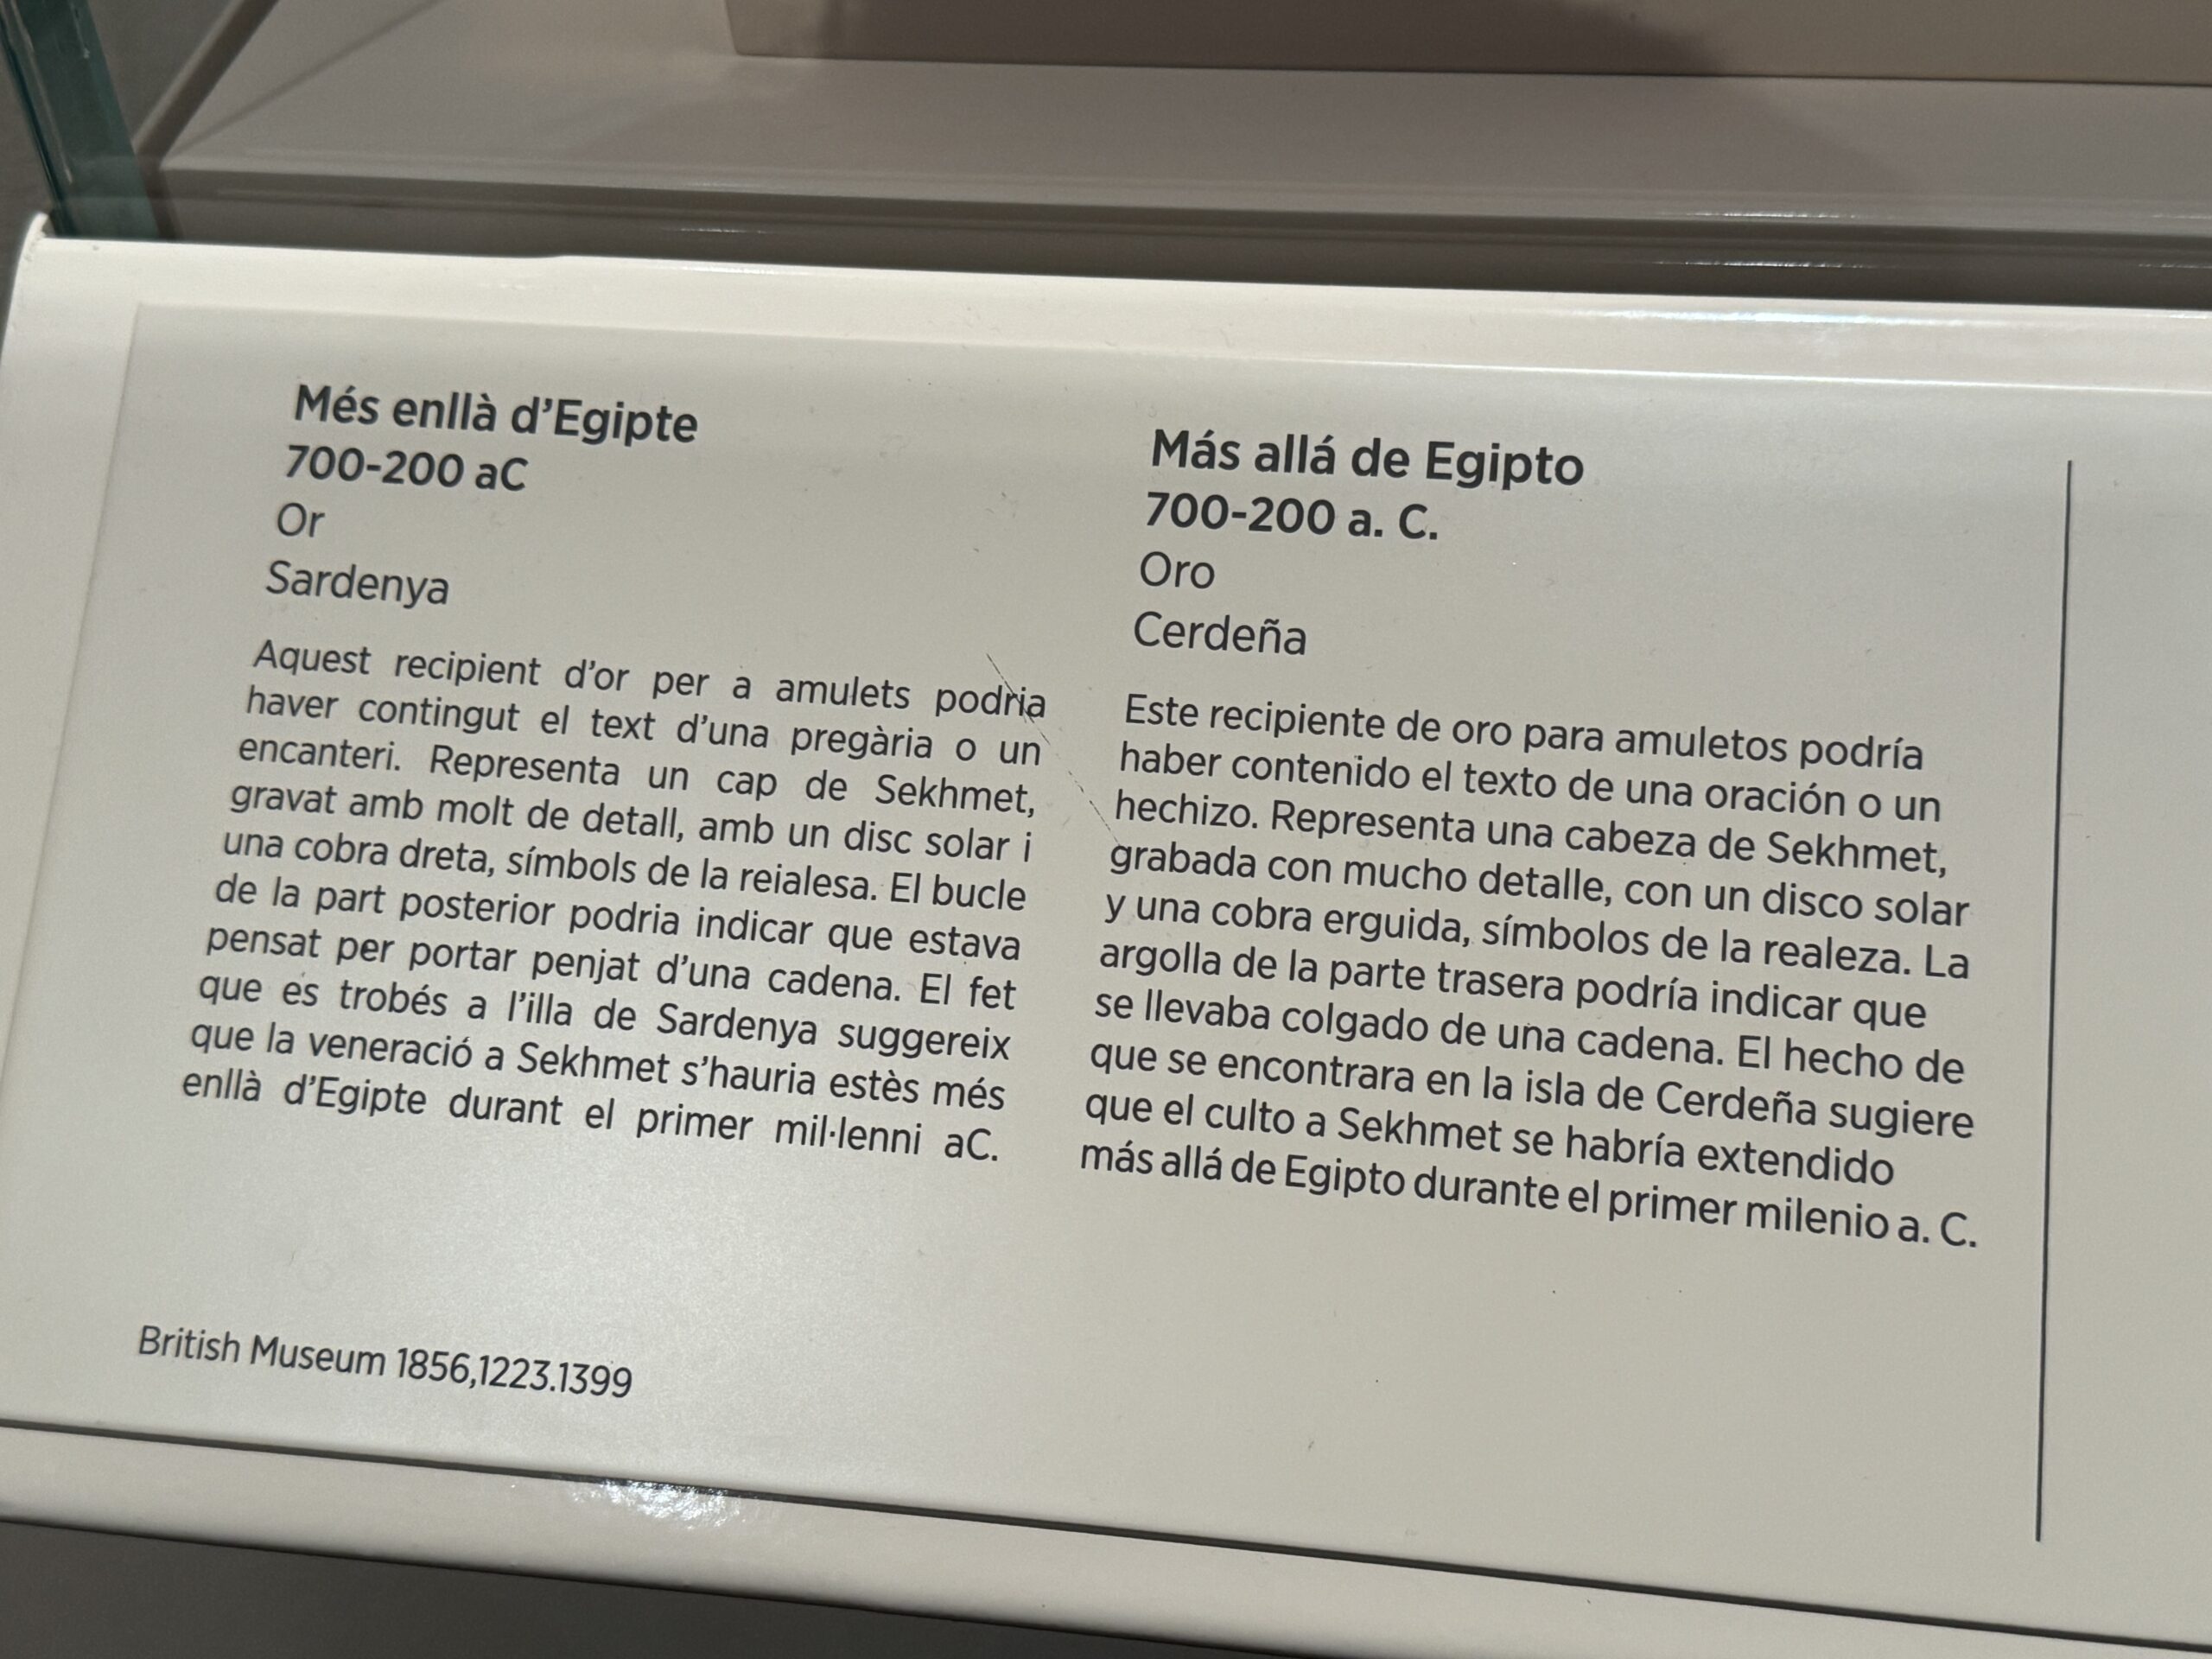 Més enllà d'Egipte
700-200 aC
Or
Sardenya
Aquest recipient d'or per a amulets podria
haver contingut el text d'una pregària o un
encanteri. Representa un cap de Sekhmet,
gravat amb molt de detall, amb un disc solar i
una cobra dreta, símbols de la reialesa. El bucle
de la part posterior podria indicar que estava
pensat per portar penjat d'una cadena. El fet
que es trobés a l'illa de Sardenya suggereix
que la veneració a Sekhmet s'hauria estès més
enllà d'Egipte durant el primer mil·lenni aC.
British Museum 1856,1223.1399
Más allá de Egipto
700-200 a. C.
Oro
Cerdeña
Este recipiente de oro para amuletos podría
haber contenido el texto de una oración o un
hechizo. Representa una cabeza de Sekhmet,
grabada con mucho detalle, con un disco solar
y una cobra erguida, símbolos de la realeza. La
argolla de la parte trasera podría indicar que
se llevaba colgado de una cadena. El hecho de
que se encontrara en la isla de Cerdeña sugiere
que el culto a Sekhmet se habría extendido
más allá de Egipto durante el primer milenio a. C.